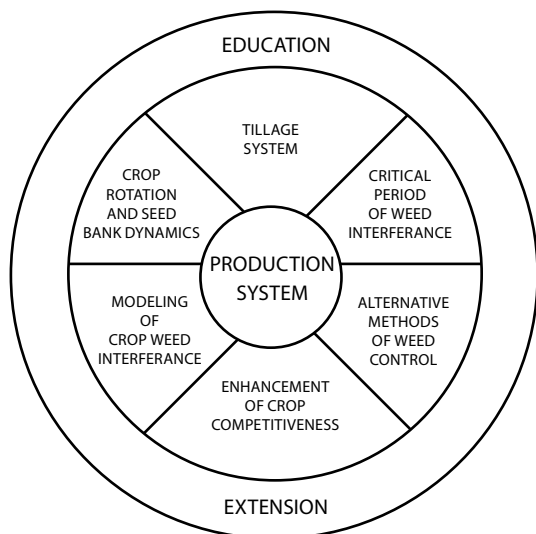 EDUCATION
TILLAGE
SYSTEM
CROP
ROTATION
AND SEED
BANK DYNAMICS
CRITICAL
PERIOD
OF WEED
INTERFERANCE
PRODUCTION
SYSTEM
MODELING
OF
CROP WEED
INTERFERANCE
ALTERNATIVE
METHODS
OF WEED
CONTROL
ENHANCEMENT
OF CROP
COMPETITIVENESS
EXTENSION